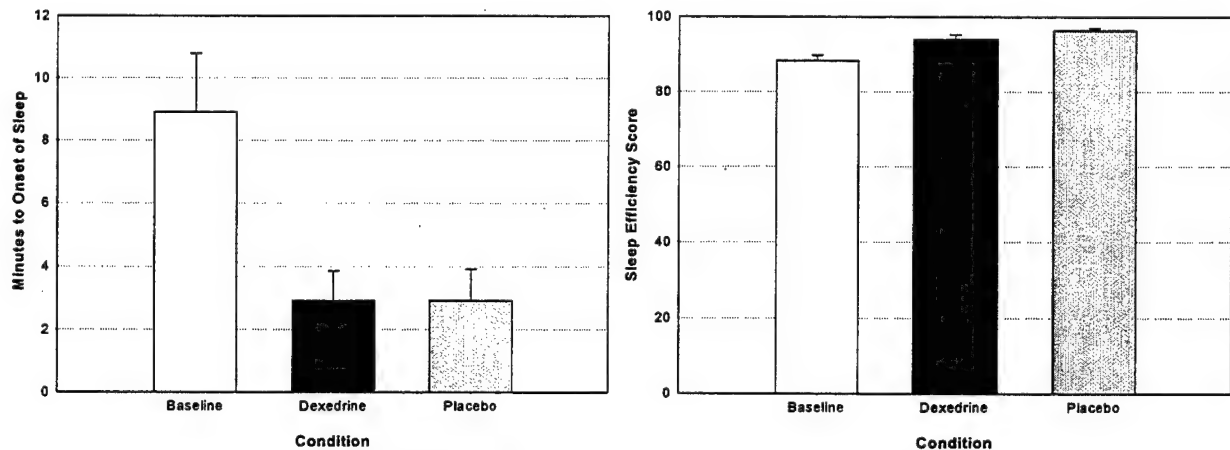 12
10
8
6
4
2
0
Minutes to Onset of Sleep
Baseline Dexedrine Placebo
Condition
100
80
60
40
20
0
Sleep Efficiency Score
Baseline Dexedrine Placebo
Condition